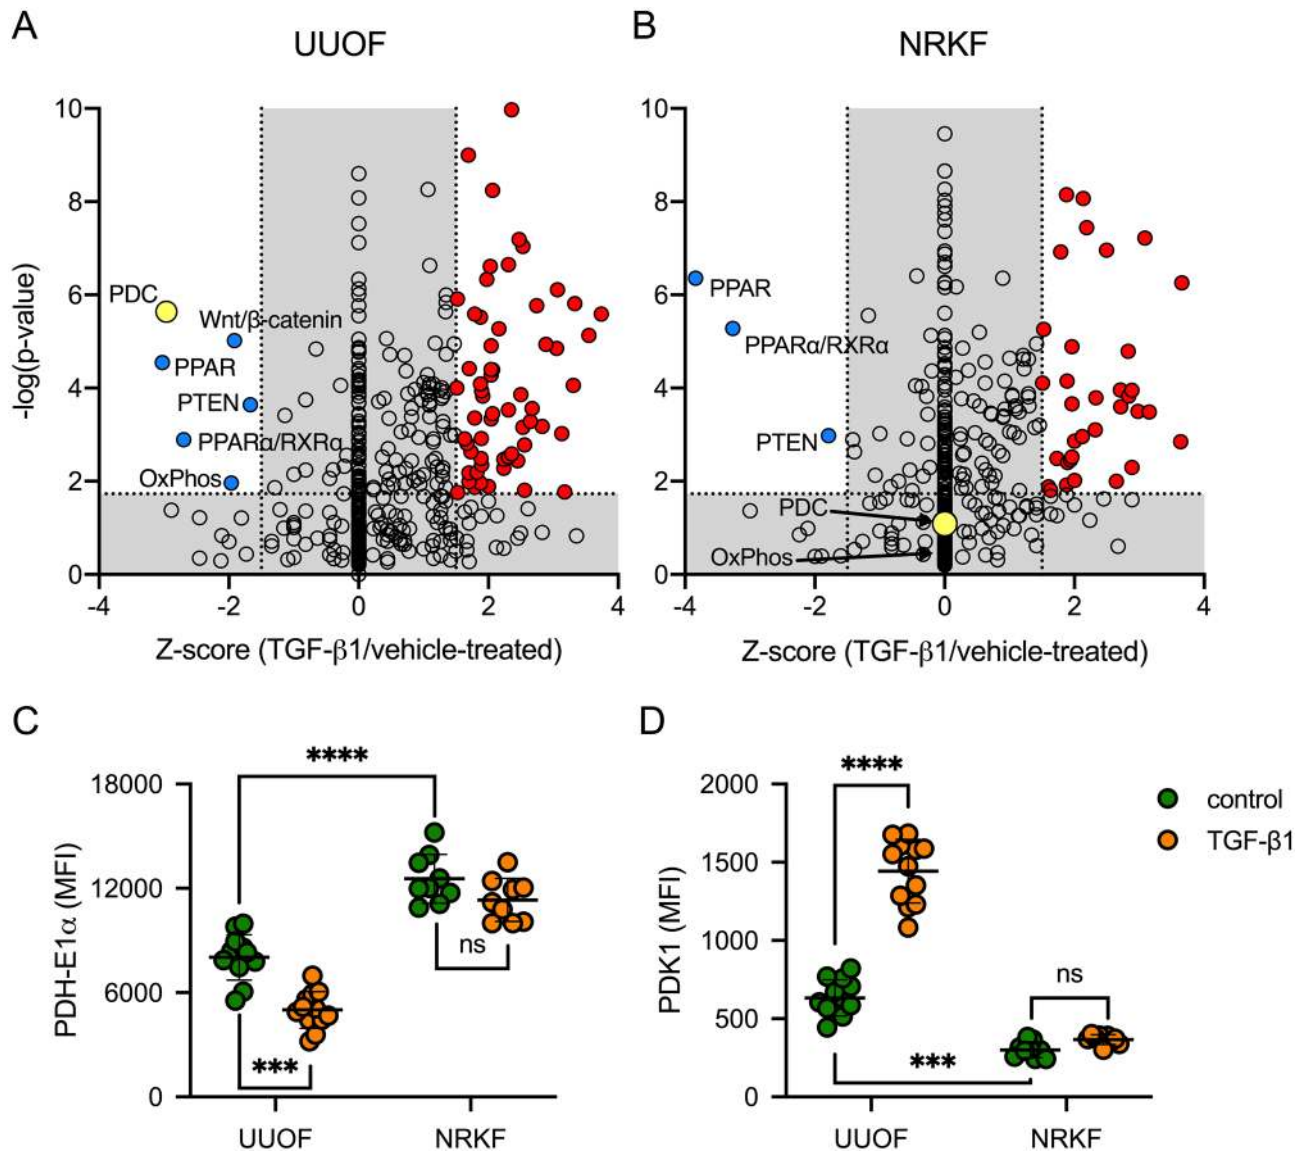 A
UUOF
-log(p-value)
10
8
6
4
2
0
PDC
Wnt/β-catenin
PPAR
PTEN
PPARα/RXRα
OxPhos
-4 -2 0 2 4
Z-score (TGF-β1/vehicle-treated)
B
NRKF
10
8
6
4
2
0
PPAR
PPARα/RXRα
PTEN
PDC
OxPhos
-4 -2 0 2 4
Z-score (TGF-β1/vehicle-treated)
C
PDH-E1α (MFI)
18000
12000
6000
0
****
ns
***
UUOF NRKF
D
PDK1 (MFI)
2000
1500
1000
500
0
****
ns
***
UUOF NRKF
control
TGF-β1